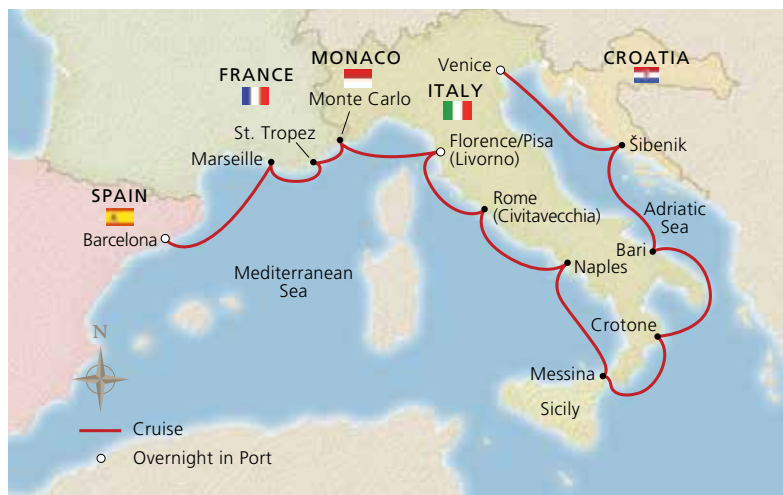 MONACO
CROATIA
Venice
FRANCE
ITALY
Monte Carlo
St. Tropez
Florence/Pisa
(Livorno)
Šibenik
Marseille
SPAIN
Rome
(Civitavecchia)
Adriatic
Sea
Barcelona
Bari
Mediterranean
Sea
Naples
N
Crotone
Messina
Sicily
Cruise
Overnight in Port